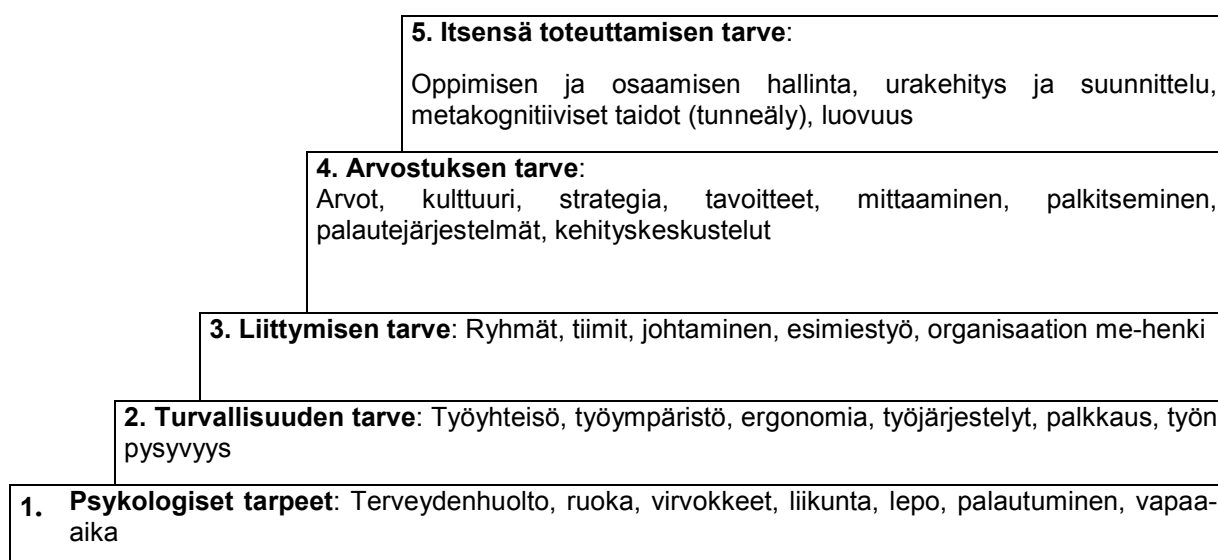 5. Itsensä toteuttamisen tarve:
Oppimisen ja osaamisen hallinta, urakehitys ja suunnittelu,
metakognitiiviset taidot (tunneäly), luovuus
4. Arvostuksen tarve:
Arvot, kulttuuri, strategia, tavoitteet, mittaaminen, palkitseminen,
palautejärjestelmät, kehityskeskustelut
3. Liittymisen tarve: Ryhmät, tiimit, johtaminen, esimiestyö, organisaation me-henki
2. Turvallisuuden tarve: Työyhteisö, työympäristö, ergonomia, työjärjestelyt, palkkaus, työn
pysyvyys
1. Psykologiset tarpeet: Terveydenhuolto, ruoka, virvokkeet, liikunta, lepo, palautuminen, vapaa-
aika